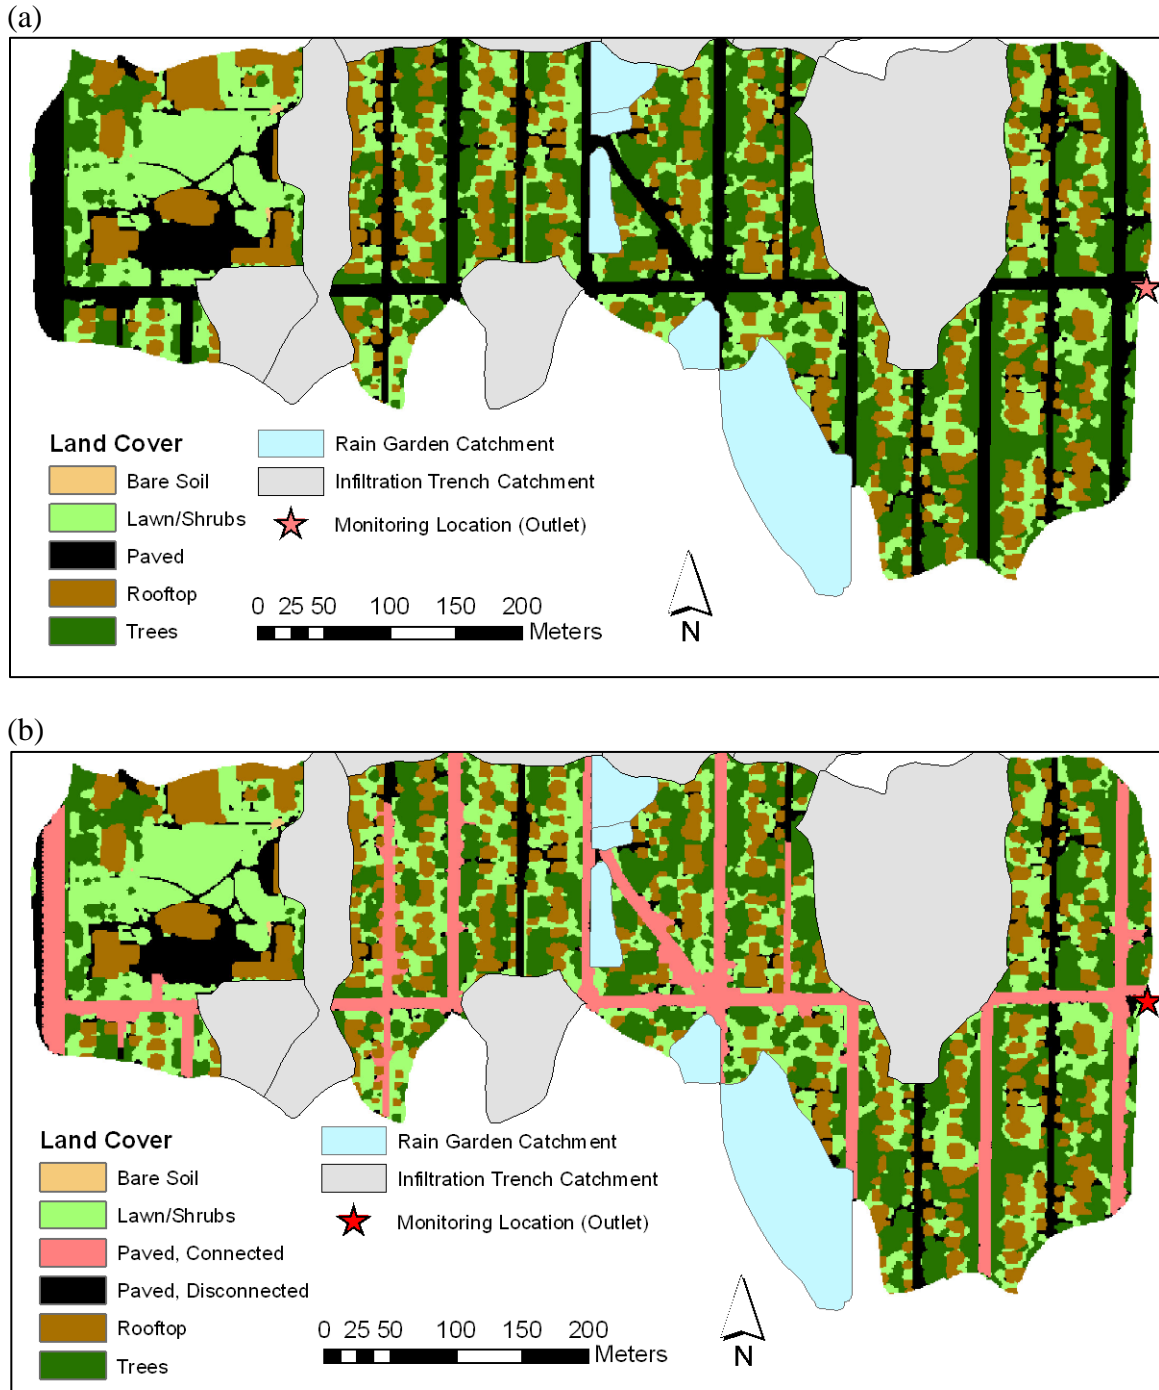 (a)
Land Cover
Bare Soil
Lawn/Shrubs
Paved
Rooftop
Trees
Rain Garden Catchment
Infiltration Trench Catchment
Monitoring Location (Outlet)
0 25 50 100 150 200
Meters
N
(b)
Land Cover
Bare Soil
Lawn/Shrubs
Paved, Connected
Paved, Disconnected
Rooftop
Trees
Rain Garden Catchment
Infiltration Trench Catchment
Monitoring Location (Outlet)
0 25 50 100 150 200
Meters
N